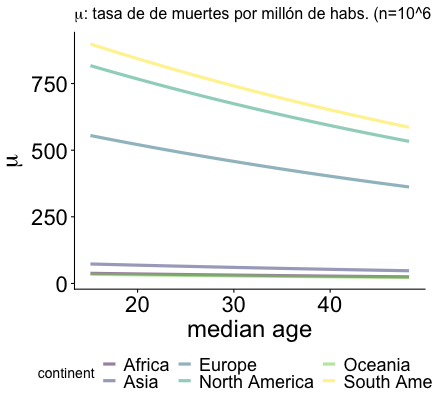 μ: tasa de de muertes por millón de habs. (n=10^6
750
500
250
0
μ
20 30 40
median age
continent
Africa Europe Oceania
Asia North America South Ame